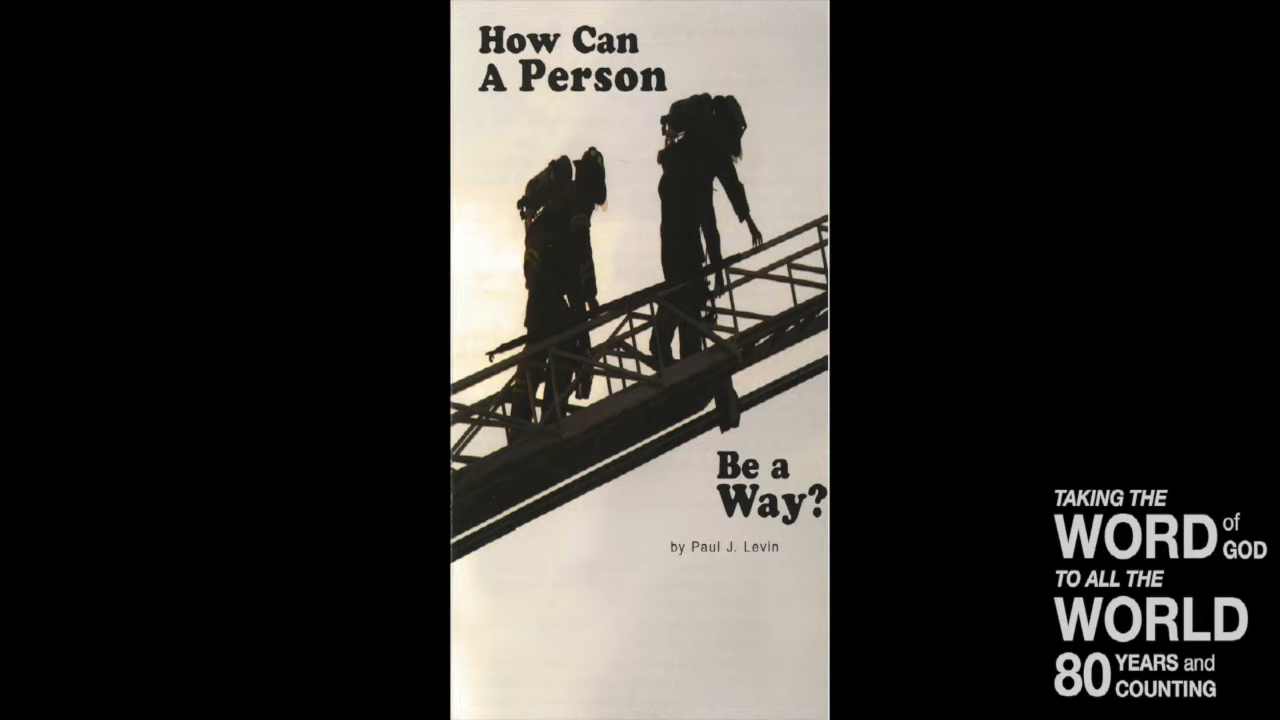 How Can
A Person
Be a
Way?
by Paul J. Levin
TAKING THE
WORD of
GOD
TO ALL THE
WORLD
80 YEARS and
COUNTING